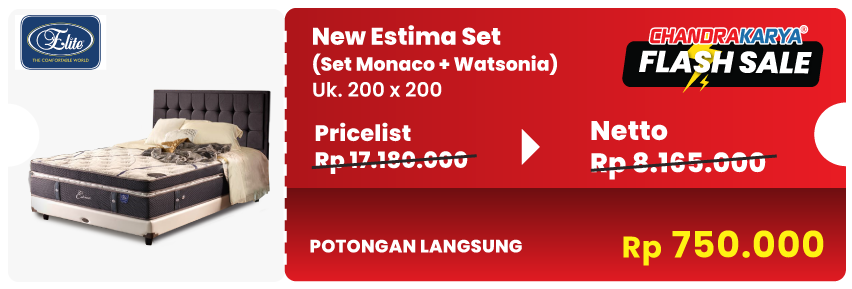 Elite
THE COMFORTABLE WORLD
New Estima Set
(Set Monaco + Watsonia)
Uk. 200 x 200
CHANDRAKARYA®
FLASH SALE
Pricelist
Rp 17.180.000
Netto
Rp 8.165.000
POTONGAN LANGSUNG
Rp 750.000